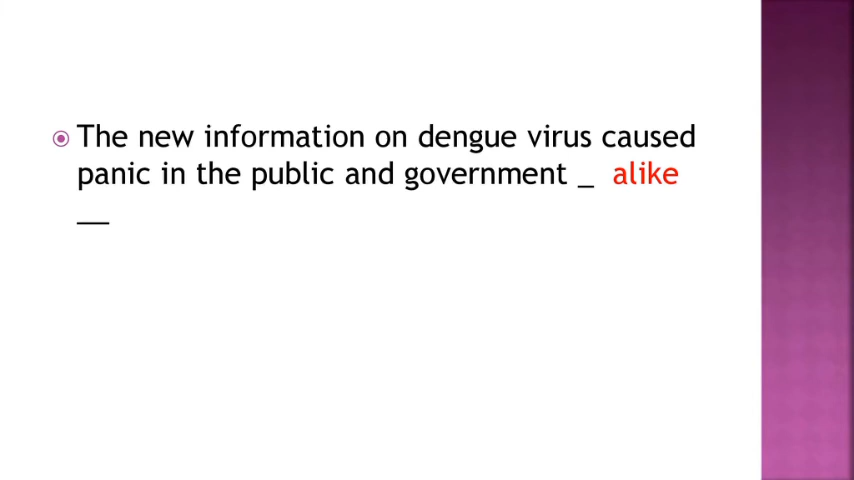 The new information on dengue virus caused
panic in the public and government _ alike
__